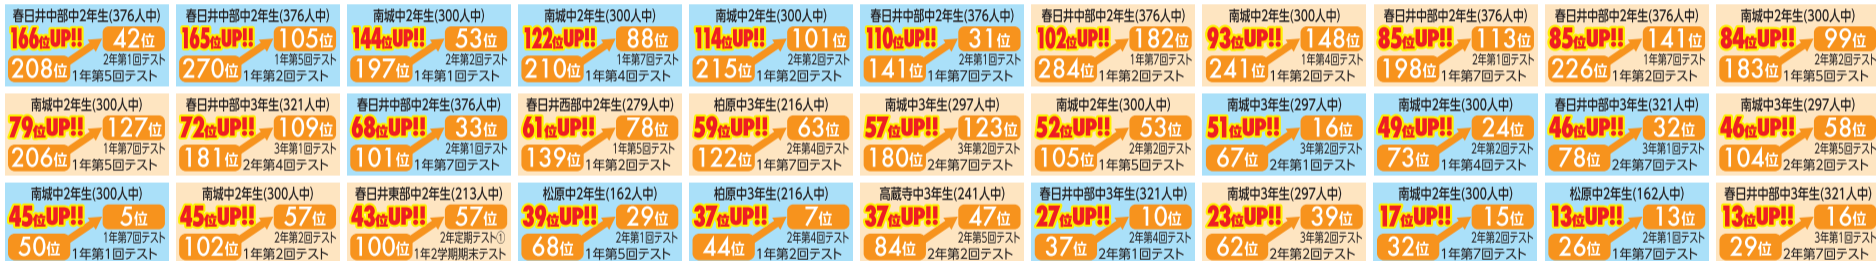 春日井中部中2年生(376人中)
166位UP!! 42位
2年第1回テスト
208位 1年第5回テスト
春日井中部中2年生(376人中)
165位UP!! 105位
1年第5回テスト
270位 1年第2回テスト
南城中2年生(300人中)
144位UP!! 53位
2年第2回テスト
197位 1年第1回テスト
南城中2年生(300人中)
122位UP!! 88位
1年第7回テスト
210位 1年第4回テスト
南城中2年生(300人中)
114位UP!! 101位
2年第2回テスト
215位 1年第2回テスト
春日井中部中2年生(376人中)
110位UP!! 31位
2年第1回テスト
141位 1年第7回テスト
春日井中部中2年生(376人中)
102位UP!! 182位
1年第7回テスト
284位 1年第2回テスト
南城中2年生(300人中)
93位UP!! 148位
1年第4回テスト
241位 1年第2回テスト
春日井中部中2年生(376人中)
85位UP!! 113位
2年第1回テスト
198位 1年第7回テスト
春日井中部中2年生(376人中)
85位UP!! 141位
1年第7回テスト
226位 1年第2回テスト
南城中2年生(300人中)
84位UP!! 99位
2年第2回テスト
183位 1年第5回テスト
南城中2年生(300人中)
79位UP!! 127位
1年第7回テスト
206位 1年第5回テスト
春日井中部中3年生(321人中)
72位UP!! 109位
3年第1回テスト
181位 2年第4回テスト
春日井中部中2年生(376人中)
68位UP!! 33位
2年第1回テスト
101位 1年第7回テスト
春日井西部中2年生(279人中)
61位UP!! 78位
1年第5回テスト
139位 1年第2回テスト
柏原中3年生(216人中)
59位UP!! 63位
2年第4回テスト
122位 1年第7回テスト
南城中3年生(297人中)
57位UP!! 123位
3年第2回テスト
180位 2年第7回テスト
南城中2年生(300人中)
52位UP!! 53位
2年第2回テスト
105位 1年第5回テスト
南城中3年生(297人中)
51位UP!! 16位
3年第2回テスト
67位 2年第1回テスト
南城中2年生(300人中)
49位UP!! 24位
2年第2回テスト
73位 1年第4回テスト
春日井中部中3年生(321人中)
46位UP!! 32位
3年第1回テスト
78位 2年第7回テスト
南城中3年生(297人中)
46位UP!! 58位
2年第5回テスト
104位 2年第2回テスト
南城中2年生(300人中)
45位UP!! 5位
1年第7回テスト
50位 1年第1回テスト
南城中2年生(300人中)
45位UP!! 57位
2年第2回テスト
102位 1年第2回テスト
春日井東部中2年生(213人中)
43位UP!! 57位
2年定期テスト①
100位 1年2学期期末テスト
松原中2年生(162人中)
39位UP!! 29位
2年第1回テスト
68位 1年第5回テスト
柏原中3年生(216人中)
37位UP!! 7位
2年第4回テスト
44位 1年第2回テスト
高蔵寺中3年生(241人中)
37位UP!! 47位
2年第5回テスト
84位 2年第2回テスト
春日井中部中3年生(321人中)
27位UP!! 10位
2年第4回テスト
37位 2年第1回テスト
南城中3年生(297人中)
23位UP!! 39位
3年第2回テスト
62位 2年第2回テスト
南城中2年生(300人中)
17位UP!! 15位
2年第2回テスト
32位 1年第7回テスト
松原中2年生(162人中)
13位UP!! 13位
2年第1回テスト
26位 1年第7回テスト
春日井中部中3年生(321人中)
13位UP!! 16位
3年第1回テスト
29位 2年第7回テスト